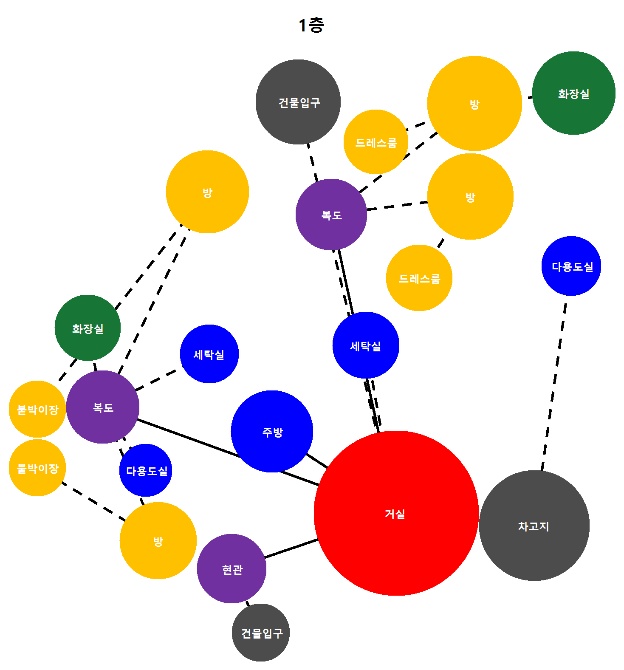 1층
건물입구
방
화장실
드레스룸
방
방
복도
드레스룸
다용도실
화장실
세탁실
세탁실
붙박이장
복도
주방
붙박이장
다용도실
거실
차고지
방
현관
건물입구